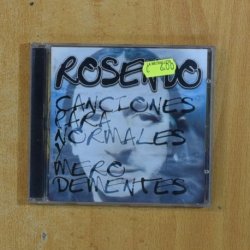 ROSENDO
CANCIONES
PARA
NORMALES
Y
MERO
DEMENTES